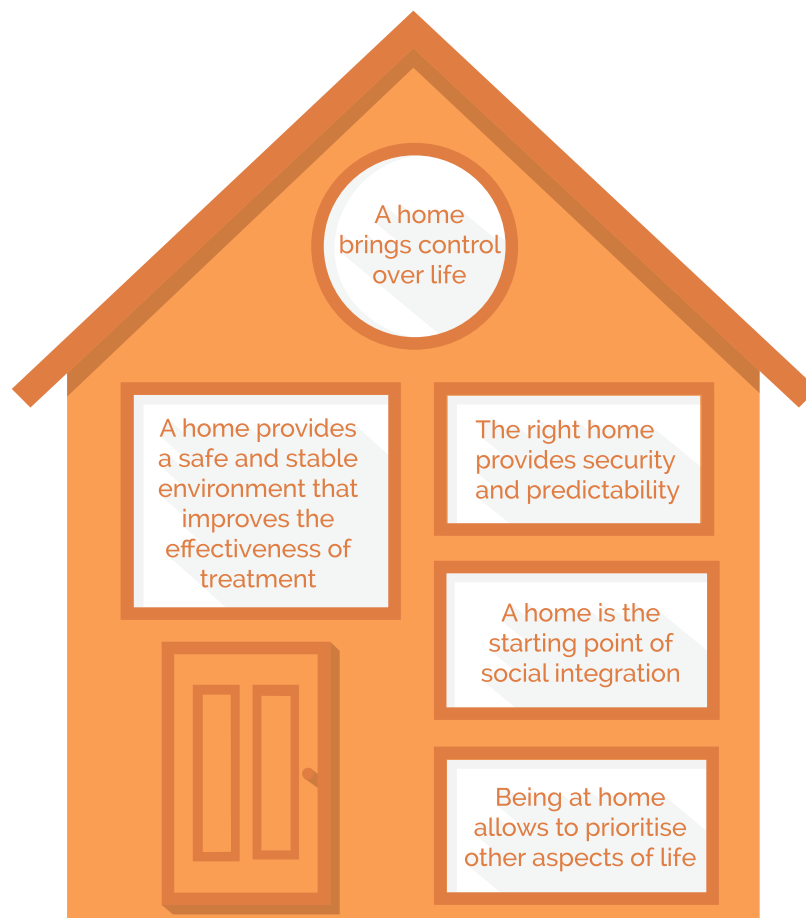 A home
brings control
over life
A home provides
a safe and stable
environment that
improves the
effectiveness of
treatment
The right home
provides security
and predictability
A home is the
starting point of
social integration
Being at home
allows to prioritise
other aspects of life